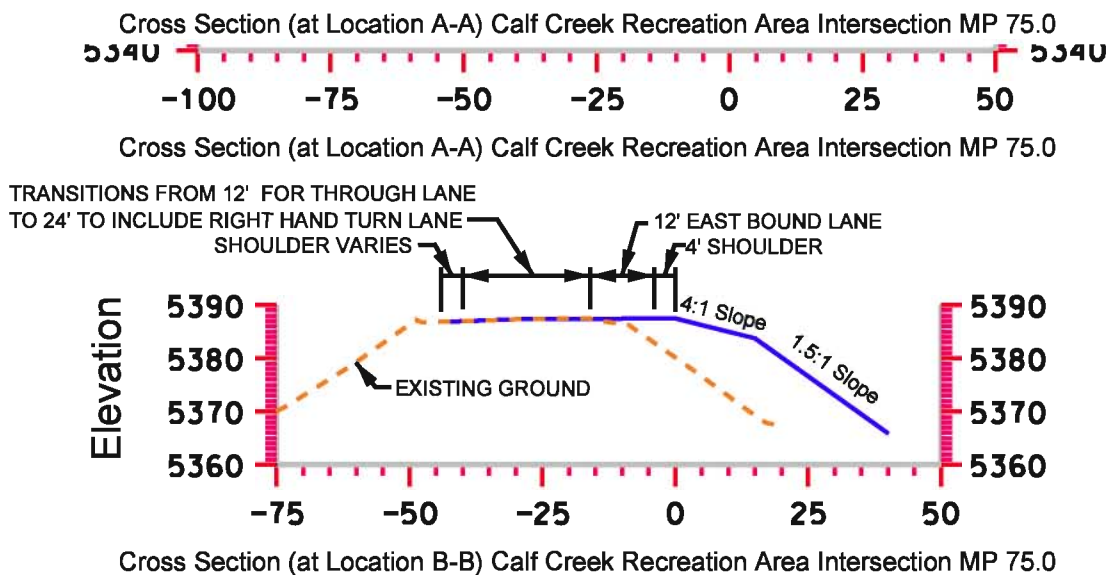 Cross Section (at Location A-A) Calf Creek Recreation Area Intersection MP 75.0
5340 5340
-100 -75 -50 -25 0 25 50
Cross Section (at Location A-A) Calf Creek Recreation Area Intersection MP 75.0
TRANSITIONS FROM 12' FOR THROUGH LANE
TO 24' TO INCLUDE RIGHT HAND TURN LANE
SHOULDER VARIES
12' EAST BOUND LANE
4' SHOULDER
Elevation
5390
5380
5370
5360
4:1 Slope
1.5:1 Slope
EXISTING GROUND
5390
5380
5370
5360
-75 -50 -25 0 25 50
Cross Section (at Location B-B) Calf Creek Recreation Area Intersection MP 75.0